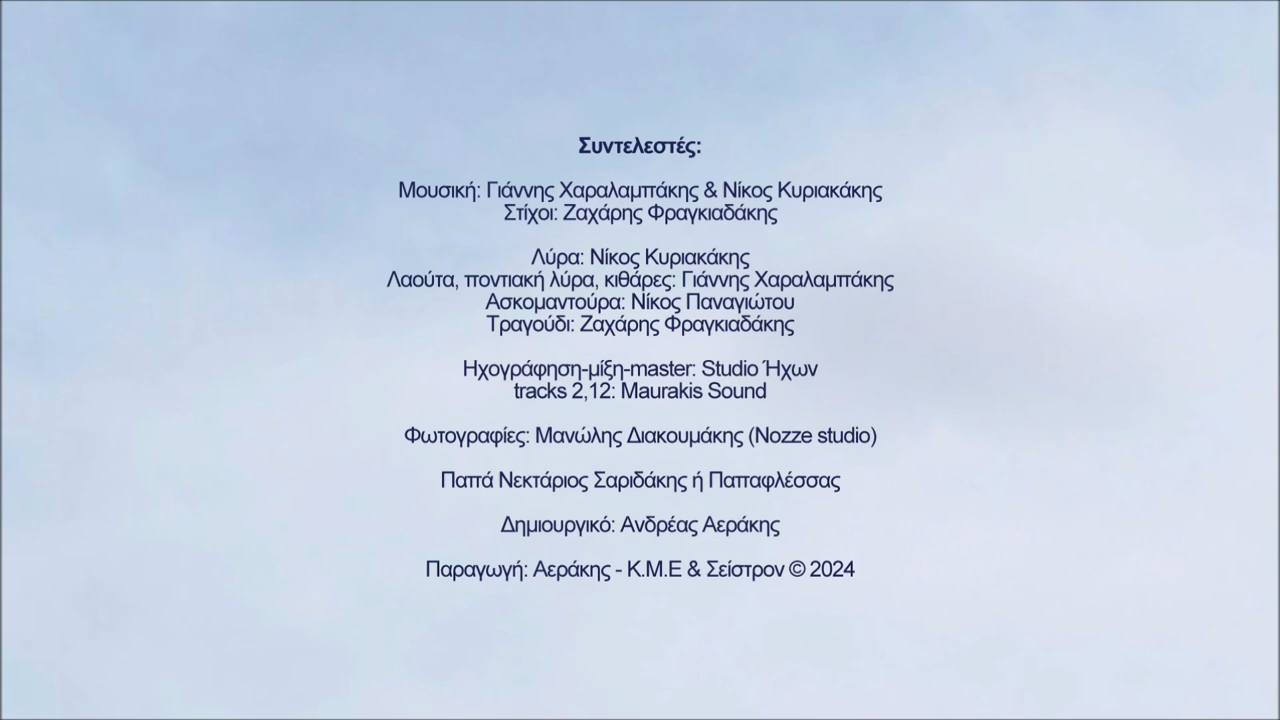 Συντελεστές:
Μουσική: Γιάννης Χαραλαμπάκης & Νίκος Κυριακάκης
Στίχοι: Ζαχάρης Φραγκιαδάκης
Λύρα: Νίκος Κυριακάκης
Λαούτα, ποντιακή λύρα, κιθάρες: Γιάννης Χαραλαμπάκης
Ασκομαντούρα: Νίκος Παναγιώτου
Τραγούδι: Ζαχάρης Φραγκιαδάκης
Ηχογράφηση-μίξη-master: Studio Ήχων
tracks 2,12: Maurakis Sound
Φωτογραφίες: Μανώλης Διακουμάκης (Nozze studio)
Παπά Νεκτάριος Σαριδάκης ή Παπαφλέσσας
Δημιουργικό: Ανδρέας Αεράκης
Παραγωγή: Αεράκης - Κ.Μ.Ε & Σείστρον © 2024